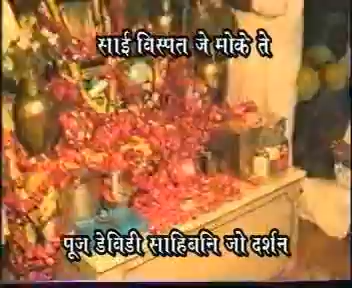 साईं विस्पत जे मोके ते
पूज डेविडी साहिबनि जो दर्शन